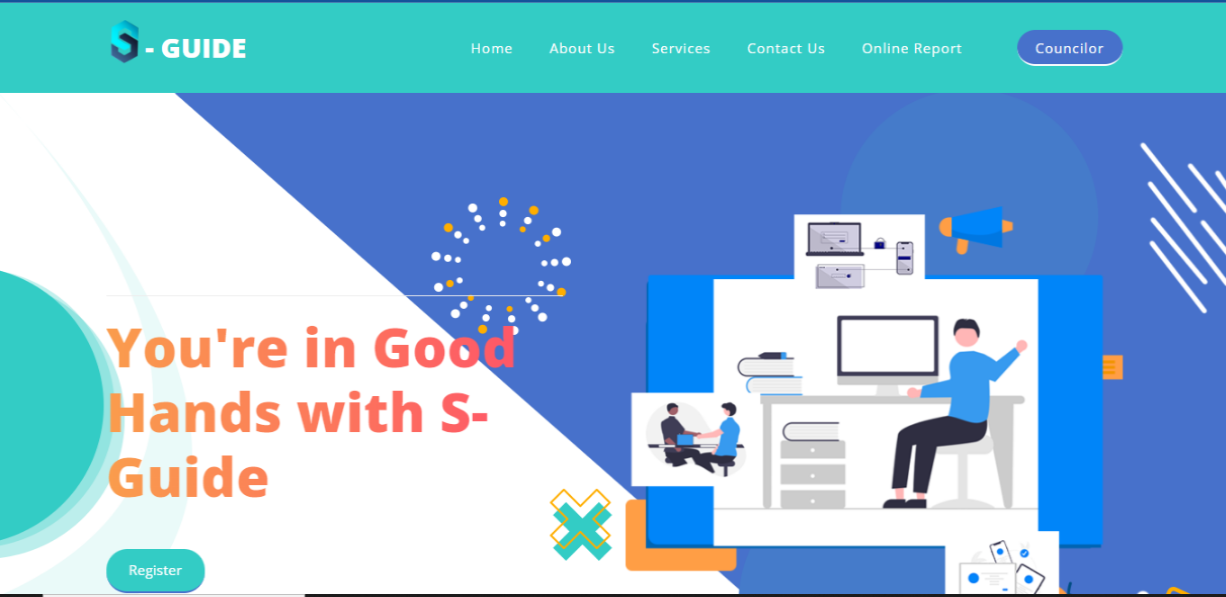 S - GUIDE
Home About Us Services Contact Us Online Report Councilor
You're in Good
Hands with S-
Guide
Register